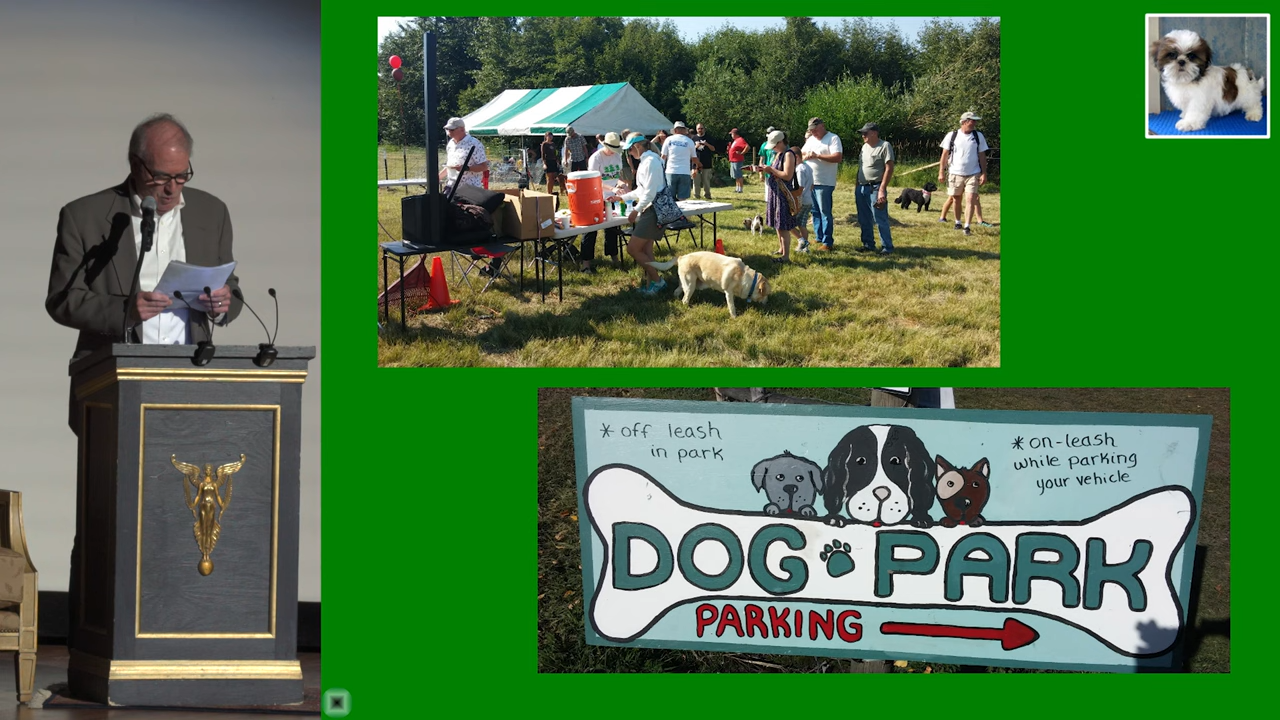 * off leash
in park
* on-leash
while parking
your vehicle
DOG PARK
PARKING